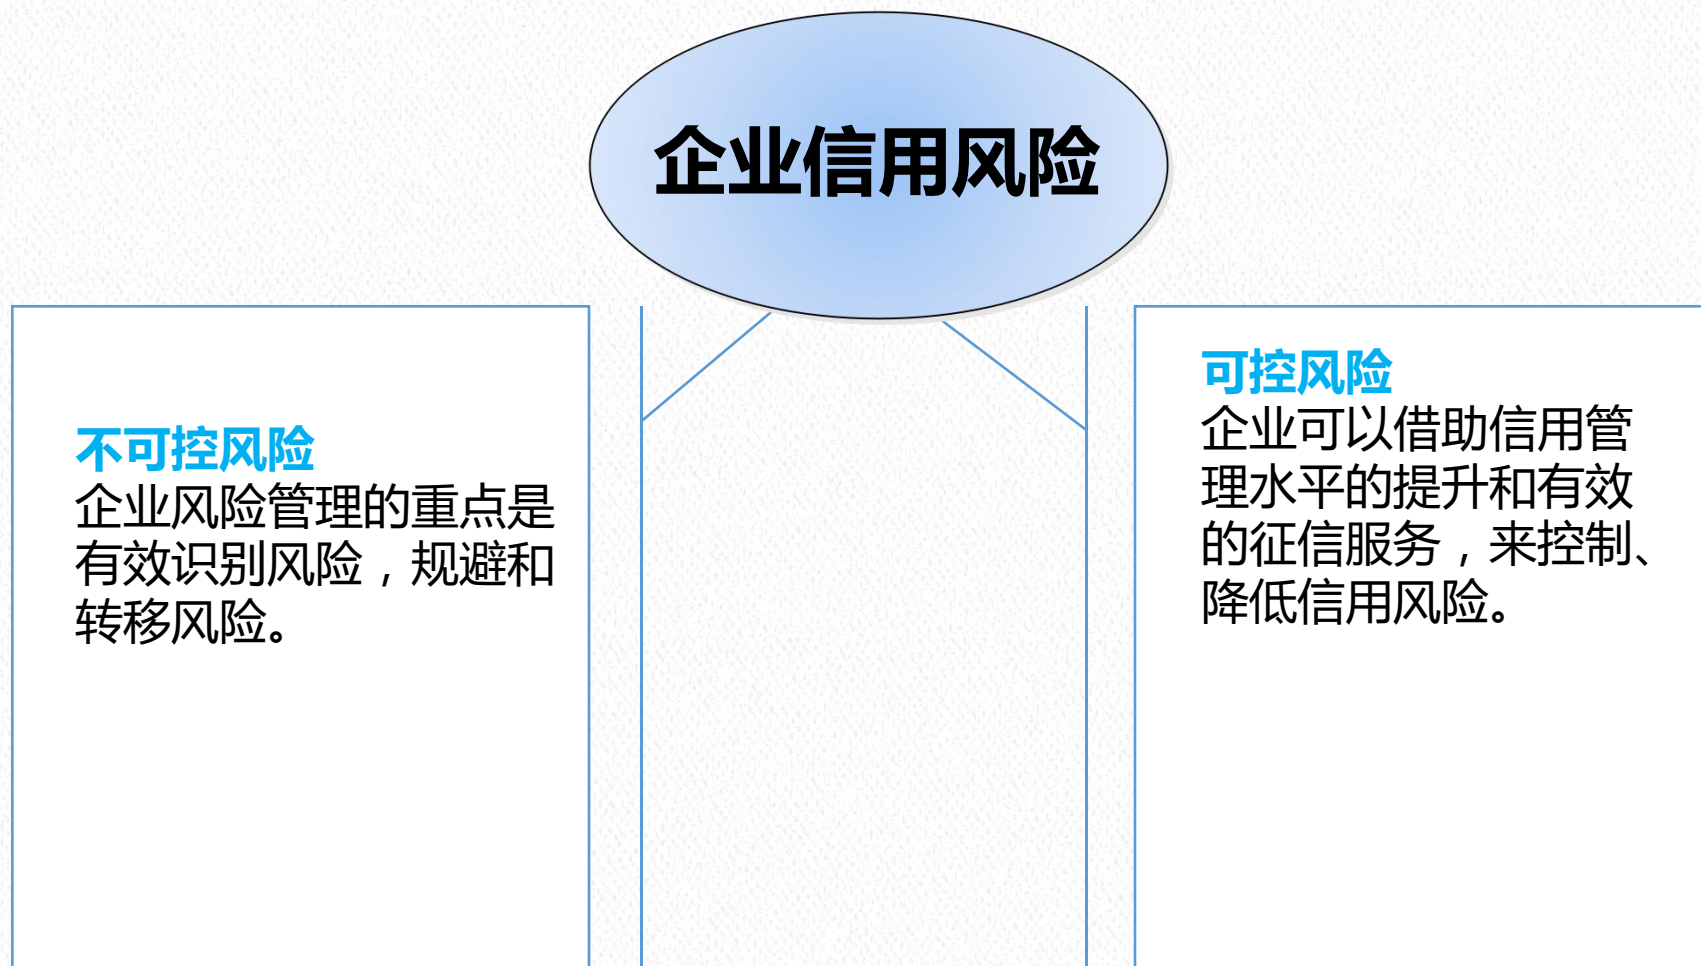 企业信用风险
不可控风险
企业风险管理的重点是
有效识别风险，规避和
转移风险。
可控风险
企业可以借助信用管
理水平的提升和有效
的征信服务，来控制、
降低信用风险。